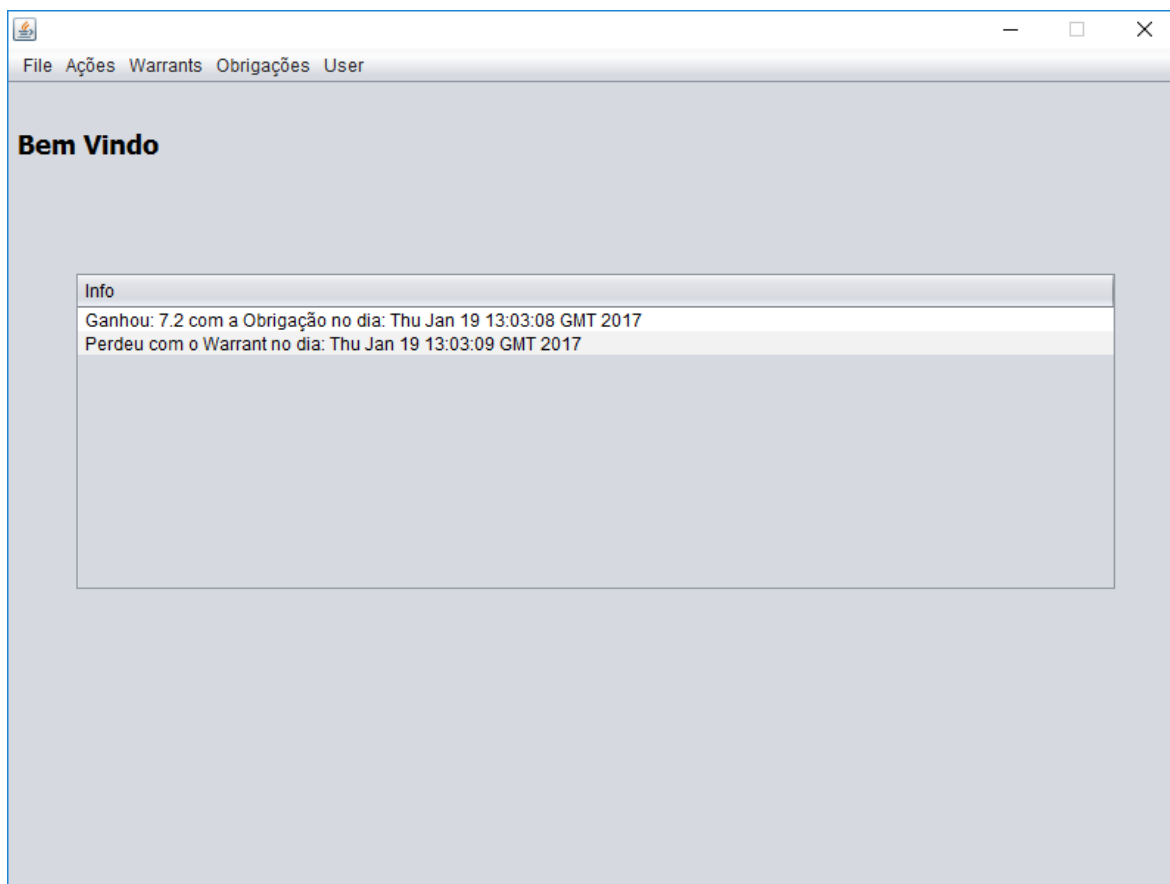 File Ações Warrants Obrigações User
Bem Vindo
Info
Ganhou: 7.2 com a Obrigação no dia: Thu Jan 19 13:03:08 GMT 2017
Perdeu com o Warrant no dia: Thu Jan 19 13:03:09 GMT 2017